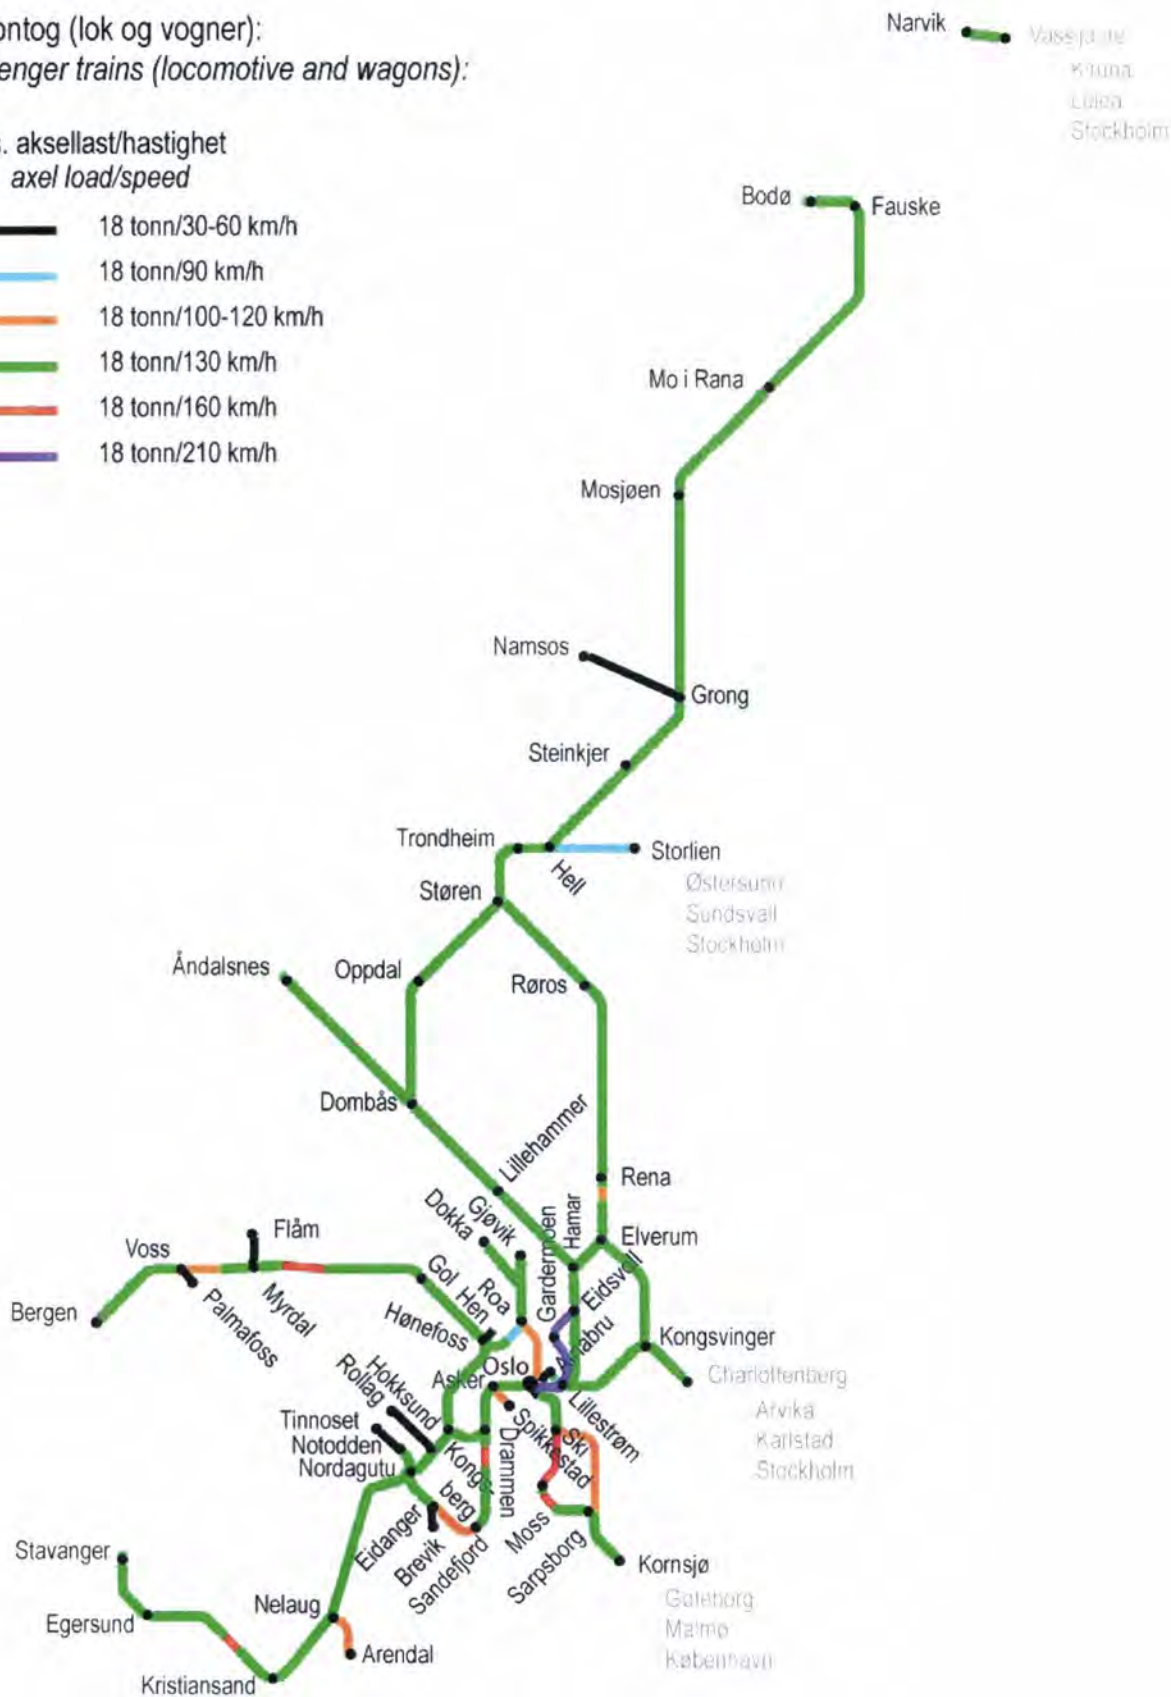 ontog (lok og vogner):
enger trains (locomotive and wagons):
s. aksellast/hastighet
axel load/speed
18 tonn/30-60 km/h
18 tonn/90 km/h
18 tonn/100-120 km/h
18 tonn/130 km/h
18 tonn/160 km/h
18 tonn/210 km/h
Narvik
Kiruna
Luleå
Stockholm
Bodø
Fauske
Mo i Rana
Mosjøen
Namsos
Grong
Steinkjer
Trondheim
Hell
Storlien
Østersund
Sundsvall
Stockholm
Støren
Åndalsnes
Oppdal
Røros
Dombås
Lillehammer
Rena
Gjøvik
Dokka
Hamar
Gardermoen
Elverum
Eidsvoll
Flåm
Voss
Bergen
Palmafoss
Myrdal
Gol
Hen
Roa
Hønefoss
Alnabru
Kongsvinger
Charlottenberg
Arvika
Karlstad
Stockholm
Oslo
Asker
Lillestrøm
Hokksund
Rollag
Spikkestad
Ski
Tinnoset
Notodden
Nordagutu
Kongs-
berg
Drammen
Eidanger
Brevik
Sandefjord
Moss
Sarpsborg
Kornsjø
Gøteborg
Malmø
København
Stavanger
Egersund
Nelaug
Arendal
Kristiansand